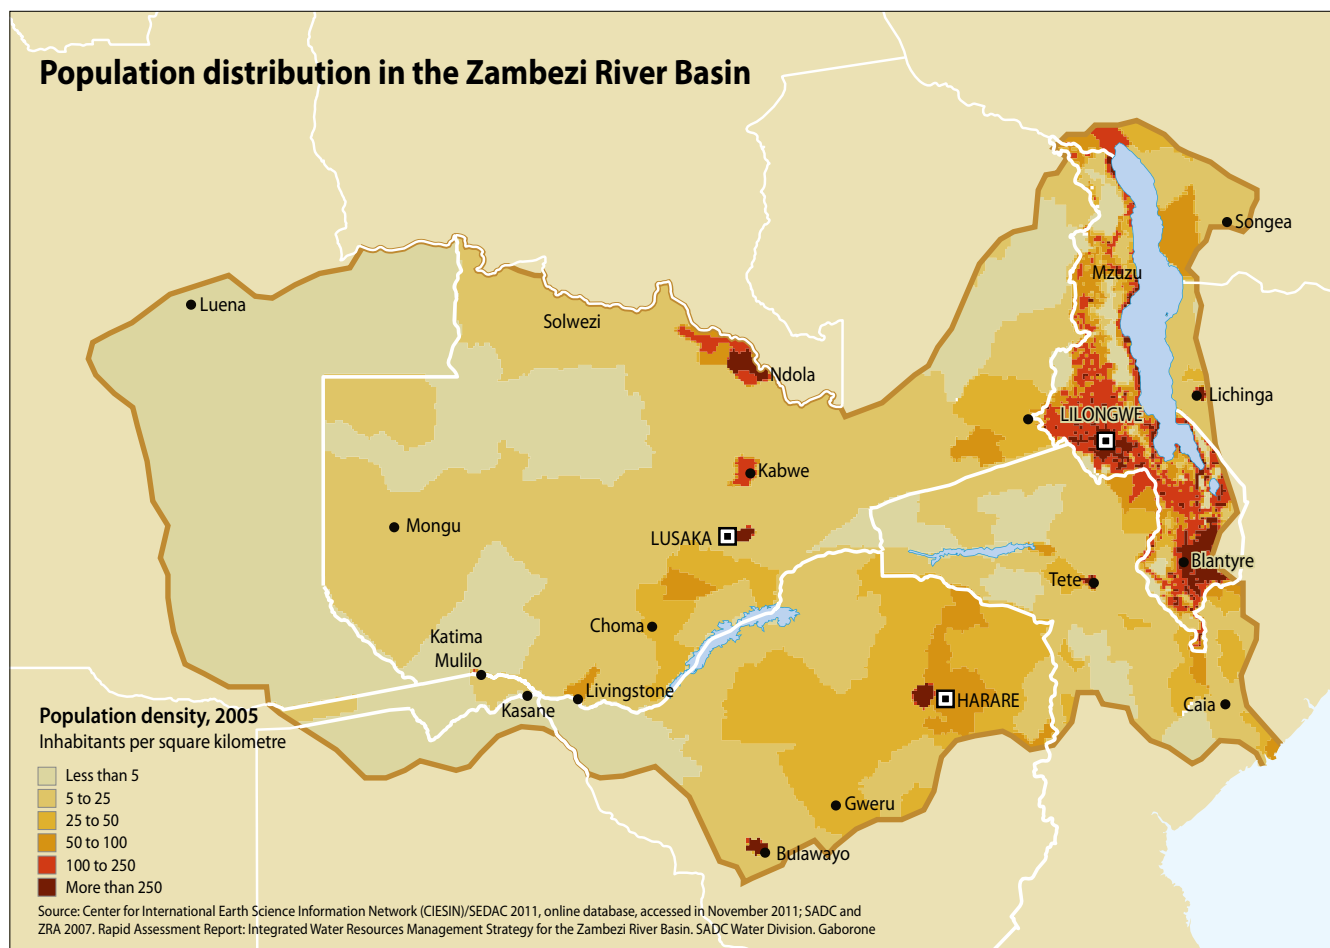 Population distribution in the Zambezi River Basin
Songea
Mzuzu
Luena
Solwezi
Ndola
Lichinga
LILONGWE
Kabwe
Mongu
LUSAKA
Blantyre
Tete
Choma
Katima
Mulilo
Livingstone
Kasane
HARARE
Caia
Gweru
Bulawayo
Population density, 2005
Inhabitants per square kilometre
Less than 5
5 to 25
25 to 50
50 to 100
100 to 250
More than 250
Source: Center for International Earth Science Information Network (CIESIN)/SEDAC 2011, online database, accessed in November 2011; SADC and
ZRA 2007. Rapid Assessment Report: Integrated Water Resources Management Strategy for the Zambezi River Basin. SADC Water Division. Gaborone